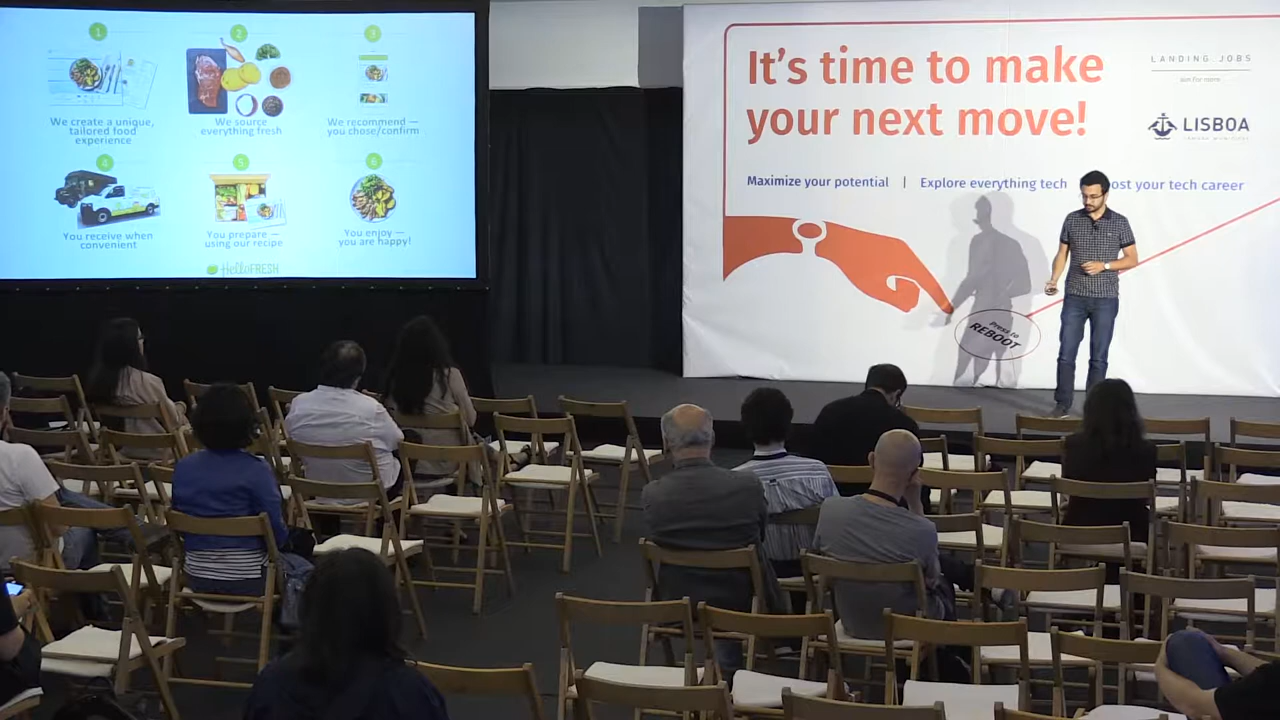 1
2
3
We create a unique,
tailored food
experience
We source
everything fresh
We recommend —
you chose/confirm
4
5
6
You receive when
convenient
You prepare —
using our recipe
You enjoy —
you are happy!
HelloFRESH
It's time to make
your next move!
LANDING.JOBS
LISBOA
Maximize your potential | Explore everything tech
ost your tech career
Press to
REBOOT